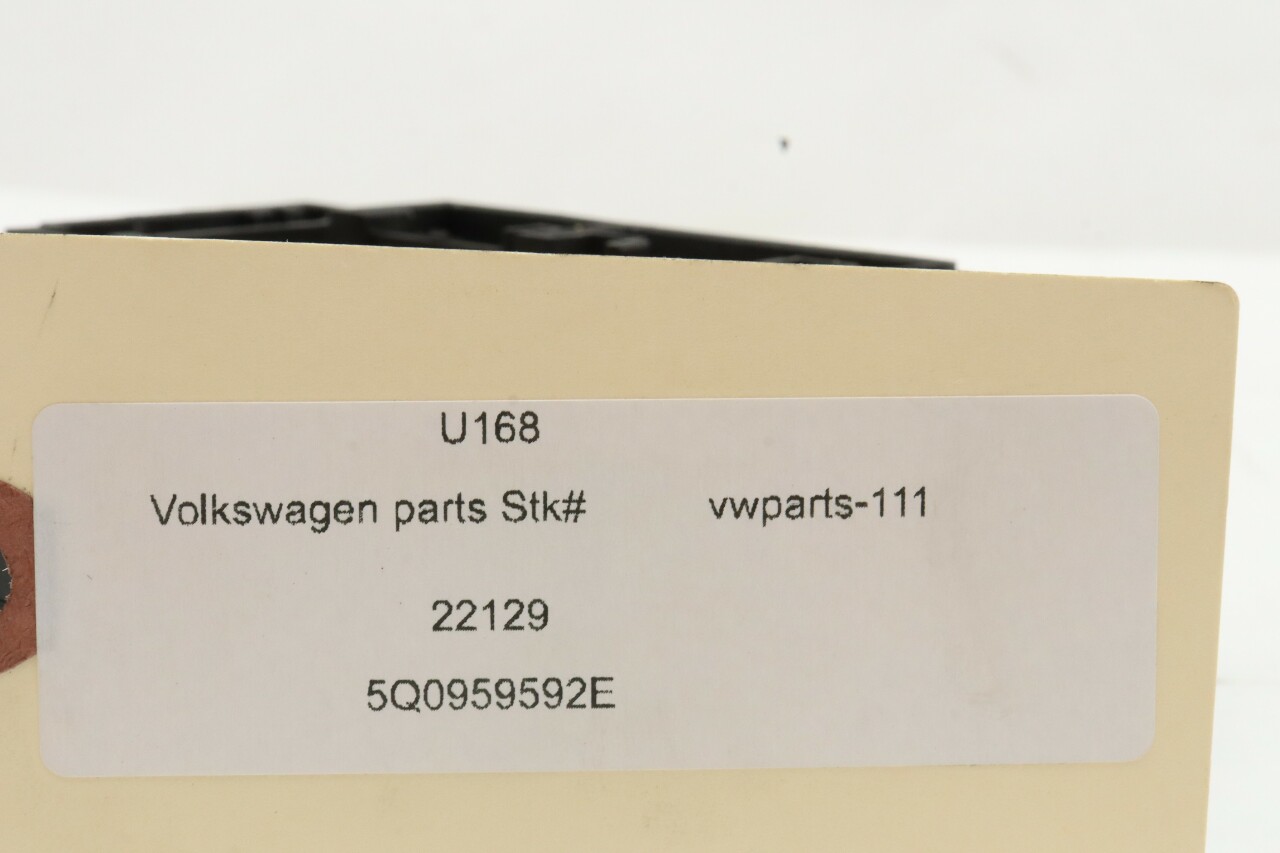 U168
Volkswagen parts Stk# vwparts-111
22129
5Q0959592E